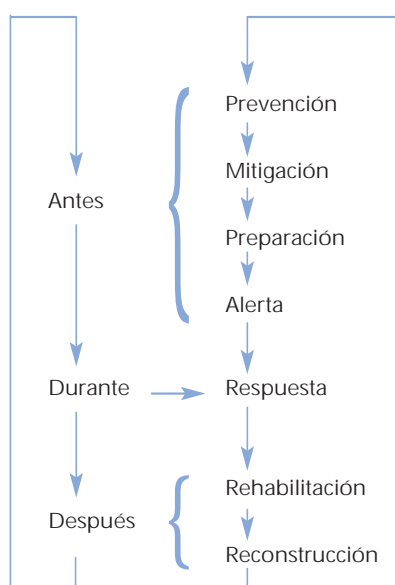 Prevención
Mitigación
Antes
Preparación
Alerta
Durante
Respuesta
Rehabilitación
Después
Reconstrucción